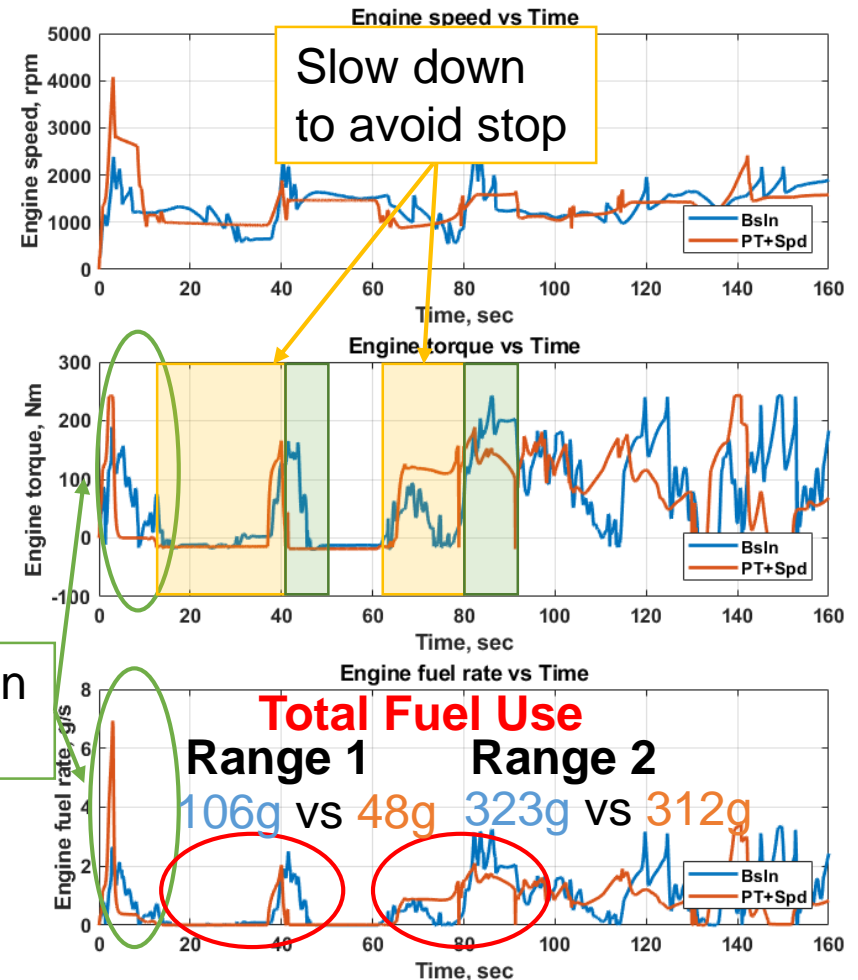 Engine speed vs Time
5000
4000
3000
2000
1000
0
Engine speed, rpm
Slow down
to avoid stop
Bsln
PT+Spd
0 20 40 60 80 100 120 140 160
Time, sec
Engine torque vs Time
300
200
100
0
-100
Engine torque, Nm
Bsln
PT+Spd
0 20 40 60 80 100 120 140 160
Time, sec
n
Engine fuel rate vs Time
8
6
4
2
0
Engine fuel rate, g/s
Total Fuel Use
Range 1 Range 2
106g vs 48g 323g vs 312g
Bsln
PT+Spd
0 20 40 60 80 100 120 140 160
Time, sec